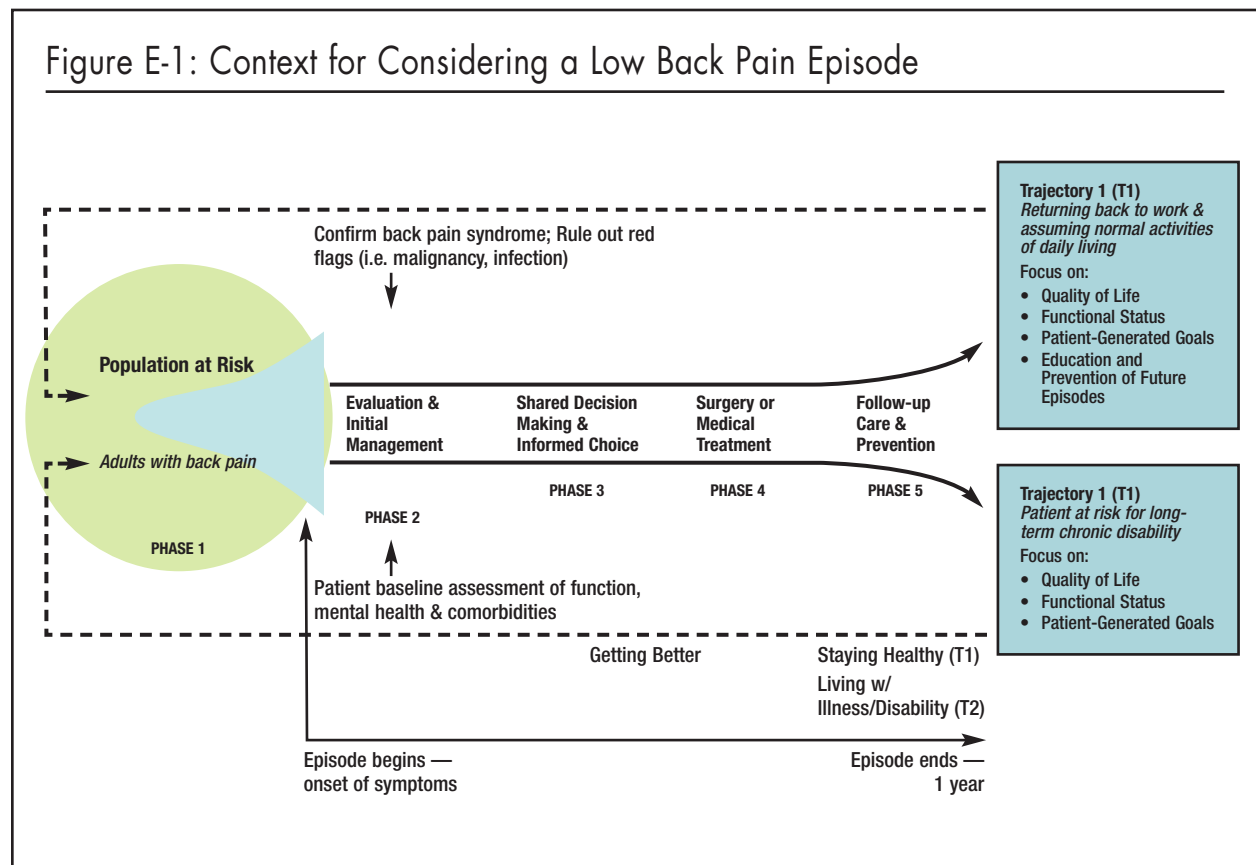 Figure E-1: Context for Considering a Low Back Pain Episode
Confirm back pain syndrome; Rule out red
flags (i.e. malignancy, infection)
Population at Risk
Adults with back pain
PHASE 1
Evaluation &
Initial
Management
PHASE 2
Patient baseline assessment of function,
mental health & comorbidities
Shared Decision
Making &
Informed Choice
PHASE 3
Surgery or
Medical
Treatment
PHASE 4
Follow-up
Care &
Prevention
PHASE 5
Trajectory 1 (T1)
Returning back to work &
assuming normal activities
of daily living
Focus on:
• Quality of Life
• Functional Status
• Patient-Generated Goals
• Education and
Prevention of Future
Episodes
Trajectory 1 (T1)
Patient at risk for long-
term chronic disability
Focus on:
• Quality of Life
• Functional Status
• Patient-Generated Goals
Getting Better
Staying Healthy (T1)
Living w/
Illness/Disability (T2)
Episode begins —
onset of symptoms
Episode ends —
1 year